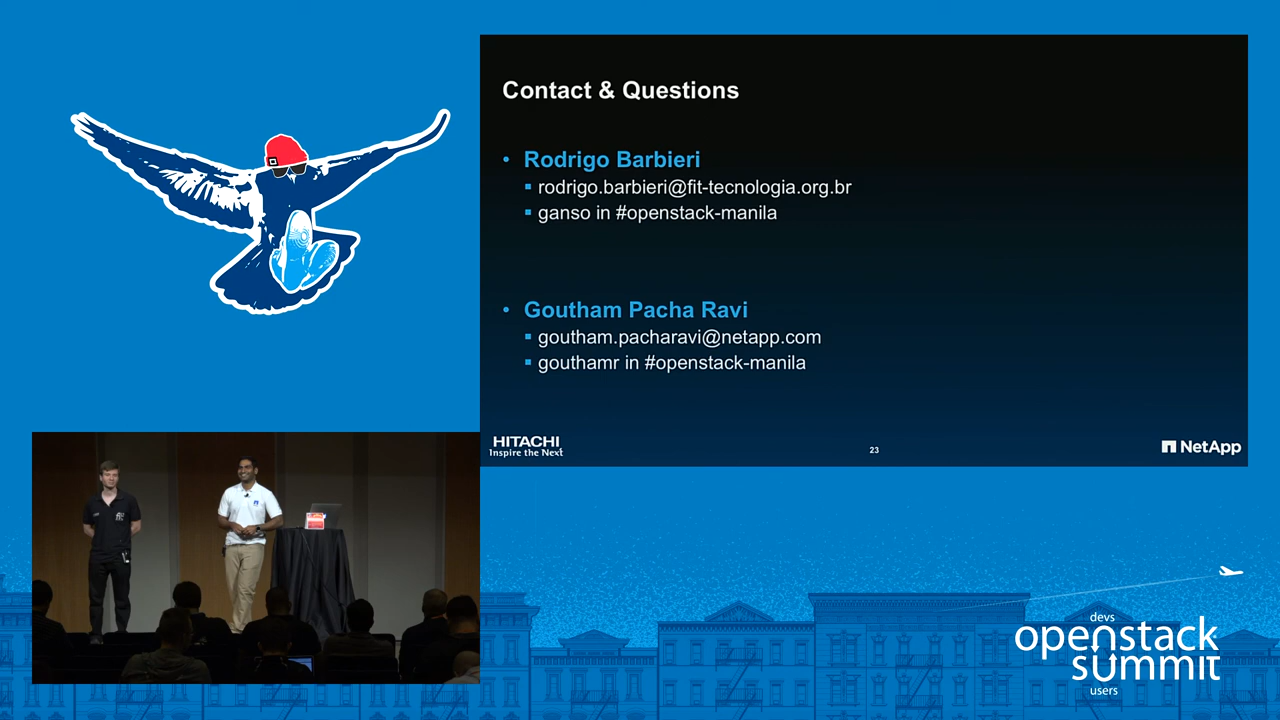 Contact & Questions
• Rodrigo Barbieri
rodrigo.barbieri@fit-tecnologia.org.br
ganso in #openstack-manila
• Goutham Pacha Ravi
goutham.pacharavi@netapp.com
gouthamr in #openstack-manila
HITACHI
Inspire the Next
23
NetApp
devs
openstack
summit
users